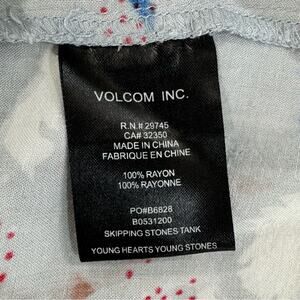 VOLCOM INC.
R.N.# 29745
CA# 32350
MADE IN CHINA
FABRIQUE EN CHINE
100% RAYON
100% RAYONNE
PO#B6828
B0531200
SKIPPING STONES TANK
YOUNG HEARTS YOUNG STONES